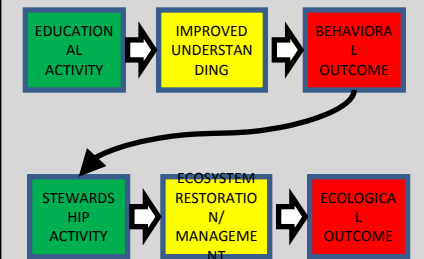 EDUCATION
AL
ACTIVITY
IMPROVED
UNDERSTAN
DING
BEHAVIORA
L
OUTCOME
STEWARDS
HIP
ACTIVITY
ECOSYSTEM
RESTORATIO
N/
MANAGEME
NT
ECOLOGICA
L
OUTCOME